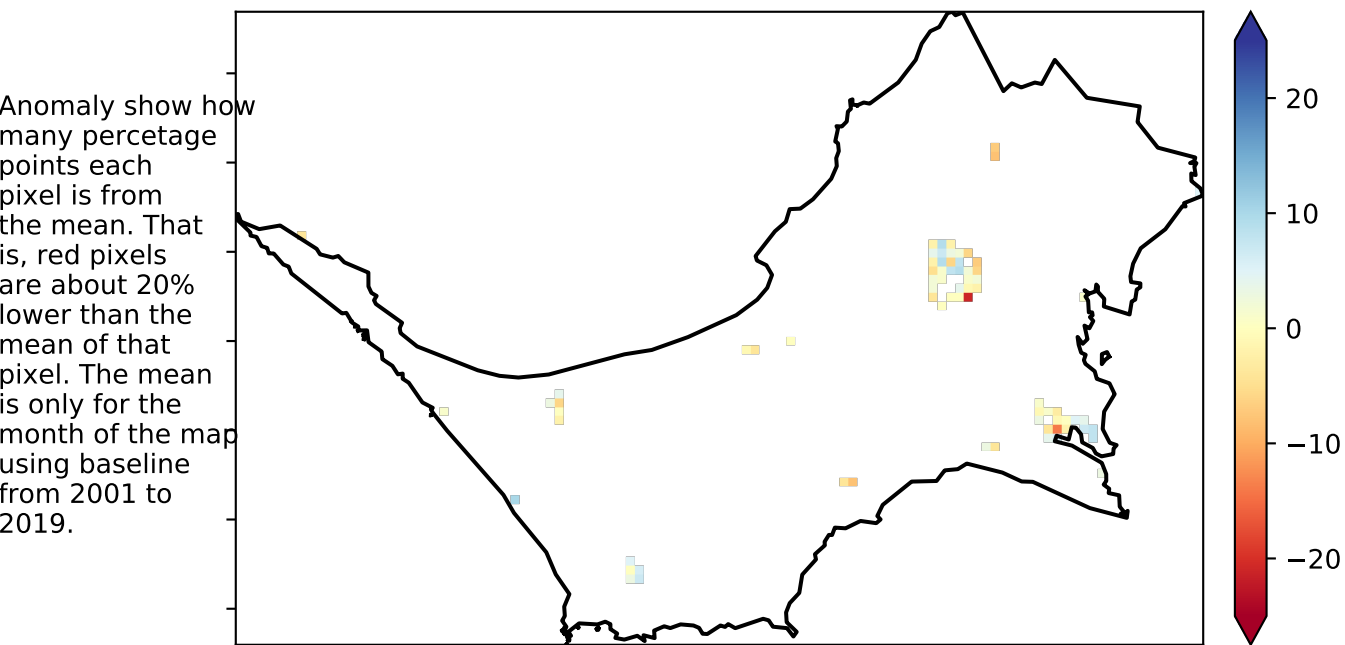 Anomaly show how
many percetage
points each
pixel is from
the mean. That
is, red pixels
are about 20%
lower than the
mean of that
pixel. The mean
is only for the
month of the map
using baseline
from 2001 to
2019.
20
10
0
−10
−20